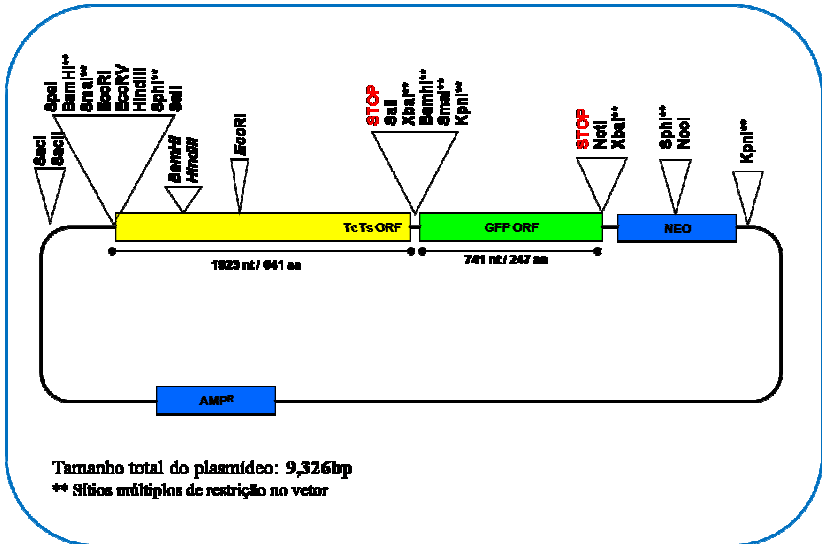 SacI
SacII
SpeI
BamHI**
SmaI**
EcoRI
EcoRV
HindIII
SphI**
SalI
BamHI
HindIII
EcoRI
STOP
SalI
XbaI**
BamhI**
SmaI**
KpnI**
STOP
NotI
XbaI**
SphI**
NcoI
KpnI**
TcTs ORF
GFP ORF
NEO
1923 nt / 641 aa
741 nt / 247 aa
AMPR
Tamanho total do plasmídeo: 9,326bp
** Sítios múltiplos de restrição no vetor